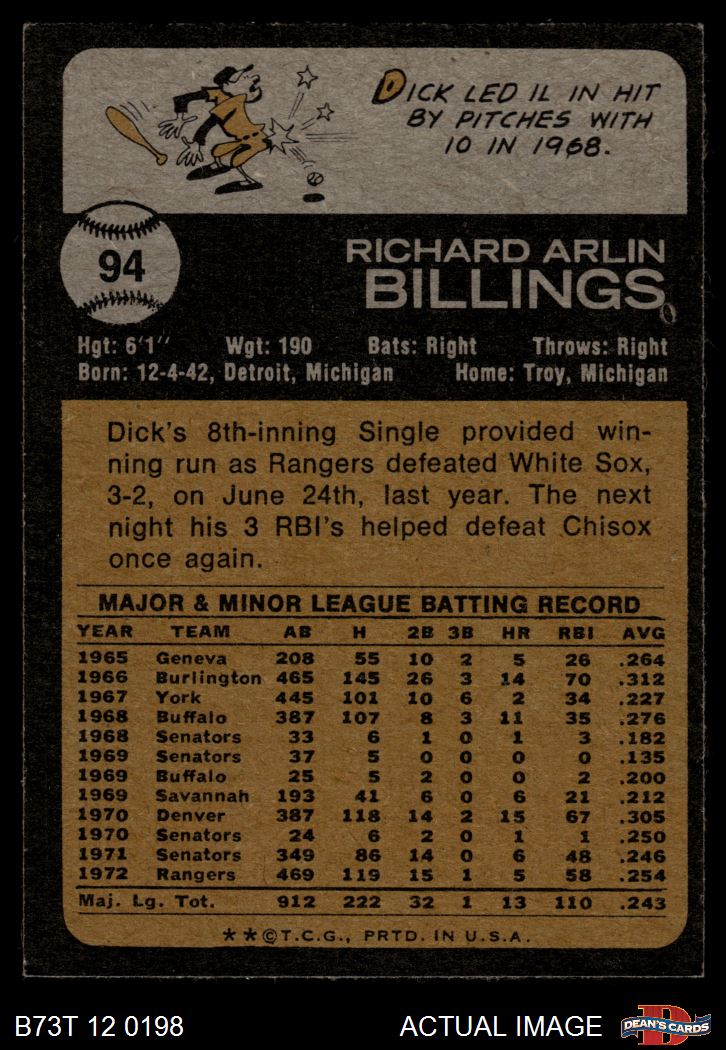 DICK LED IL IN HIT
BY PITCHES WITH
10 IN 1968.
94
RICHARD ARLIN
BILLINGS
Hgt: 6'1" Wgt: 190 Bats: Right Throws: Right
Born: 12-4-42, Detroit, Michigan Home: Troy, Michigan
Dick's 8th-inning Single provided win-
ning run as Rangers defeated White Sox,
3-2, on June 24th, last year. The next
night his 3 RBI's helped defeat Chisox
once again.
MAJOR & MINOR LEAGUE BATTING RECORD
YEAR TEAM AB H 2B 3B HR RBI AVG
1965 Geneva 208 55 10 2 5 26 .264
1966 Burlington 465 145 26 3 14 70 .312
1967 York 445 101 10 6 2 34 .227
1968 Buffalo 387 107 8 3 11 35 .276
1968 Senators 33 6 1 0 1 3 .182
1969 Senators 37 5 0 0 0 0 .135
1969 Buffalo 25 5 2 0 0 2 .200
1969 Savannah 193 41 6 0 6 21 .212
1970 Denver 387 118 14 2 15 67 .305
1970 Senators 24 6 2 0 1 1 .250
1971 Senators 349 86 14 0 6 48 .246
1972 Rangers 469 119 15 1 5 58 .254
Maj. Lg. Tot. 912 222 32 1 13 110 .243
**©T.C.G., PRTD. IN U.S.A.
B73T 12 0198 ACTUAL IMAGE
D
DEAN'S CARDS